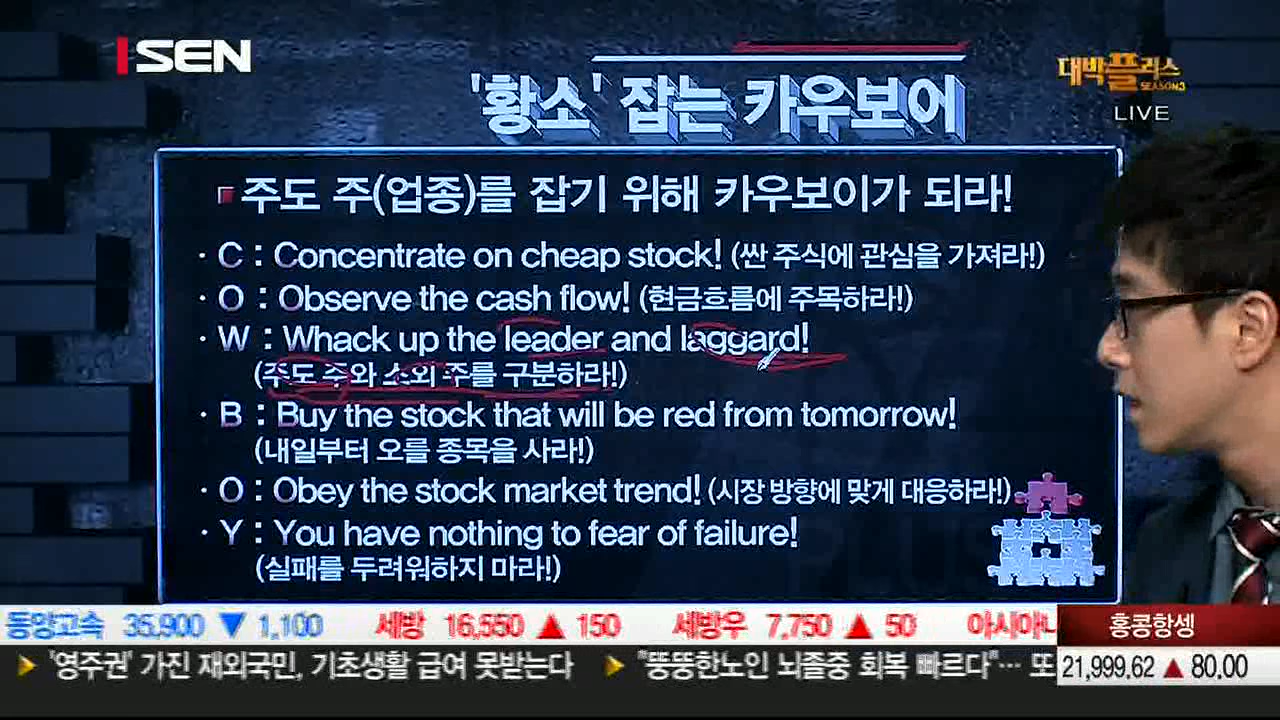 SEN
대박플러스
SEASON3
LIVE
'황소' 잡는 카우보이
주도 주(업종)를 잡기 위해 카우보이가 되라!
· C : Concentrate on cheap stock! (싼 주식에 관심을 가져라!)
· O : Observe the cash flow! (현금흐름에 주목하라!)
· W : Whack up the leader and laggard!
(주도 주와 소외 주를 구분하라!)
· B : Buy the stock that will be red from tomorrow!
(내일부터 오를 종목을 사라!)
· O : Obey the stock market trend! (시장 방향에 맞게 대응하라!)
· Y : You have nothing to fear of failure!
(실패를 두려워하지 마라!)
PLUS
동양고속 35,900 ▼ 1,100 세방 16,550 ▲ 150 세방우 7,750 ▲ 50 아시아나
홍콩항셍
'영주권' 가진 재외국민, 기초생활 급여 못받는다 "뚱뚱한노인 뇌졸중 회복 빠르다"… 또
21,999.62 ▲ 80.00